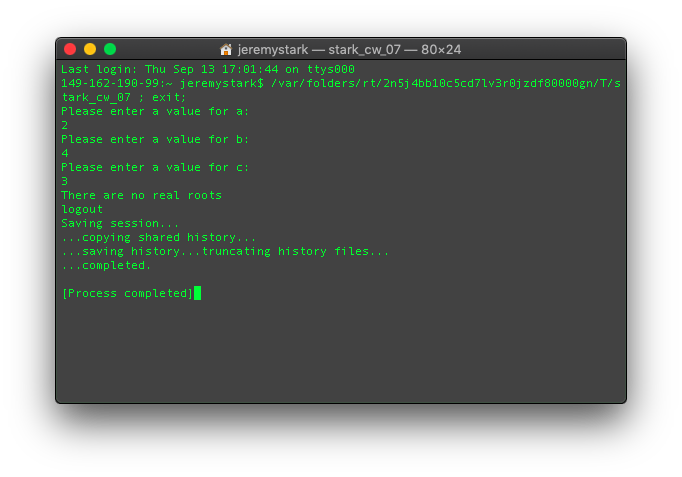 jeremystark — stark_cw_07 — 80×24
Last login: Thu Sep 13 17:01:44 on ttys000
149-162-190-99:~ jeremystark$ /var/folders/rt/2n5j4bb10c5cd7lv3r0jzdf80000gn/T/s
tark_cw_07 ; exit;
Please enter a value for a:
2
Please enter a value for b:
4
Please enter a value for c:
3
There are no real roots
logout
Saving session...
...copying shared history...
...saving history...truncating history files...
...completed.
[Process completed]